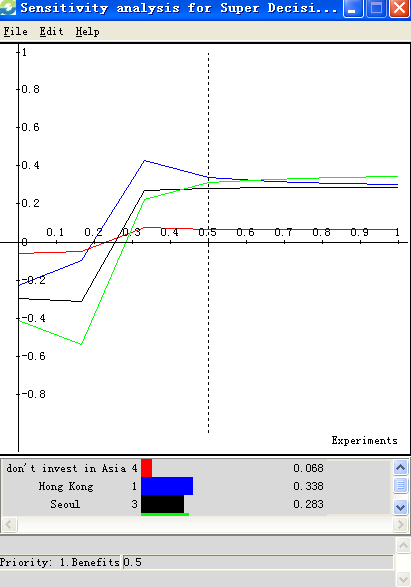 Sensitivity analysis for Super Decisi...
File Edit Help
1
0.8
0.6
0.4
0.2
0 0.1 0.2 0.3 0.4 0.5 0.6 0.7 0.8 0.9 1
-0.2
-0.4
-0.6
-0.8
Experiments
don't invest in Asia 4 0.068
Hong Kong 1 0.338
Seoul 3 0.283
Priority: 1.Benefits 0.5